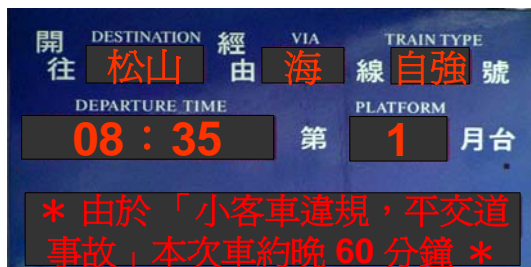 開 DESTINATION 經 VIA TRAIN TYPE
往 松山 由 海 線 自強 號
DEPARTURE TIME PLATFORM
08：35 第 1 月台
＊ 由於 「小客車違規，平交道
事故」本次車約晚 60 分鐘 ＊